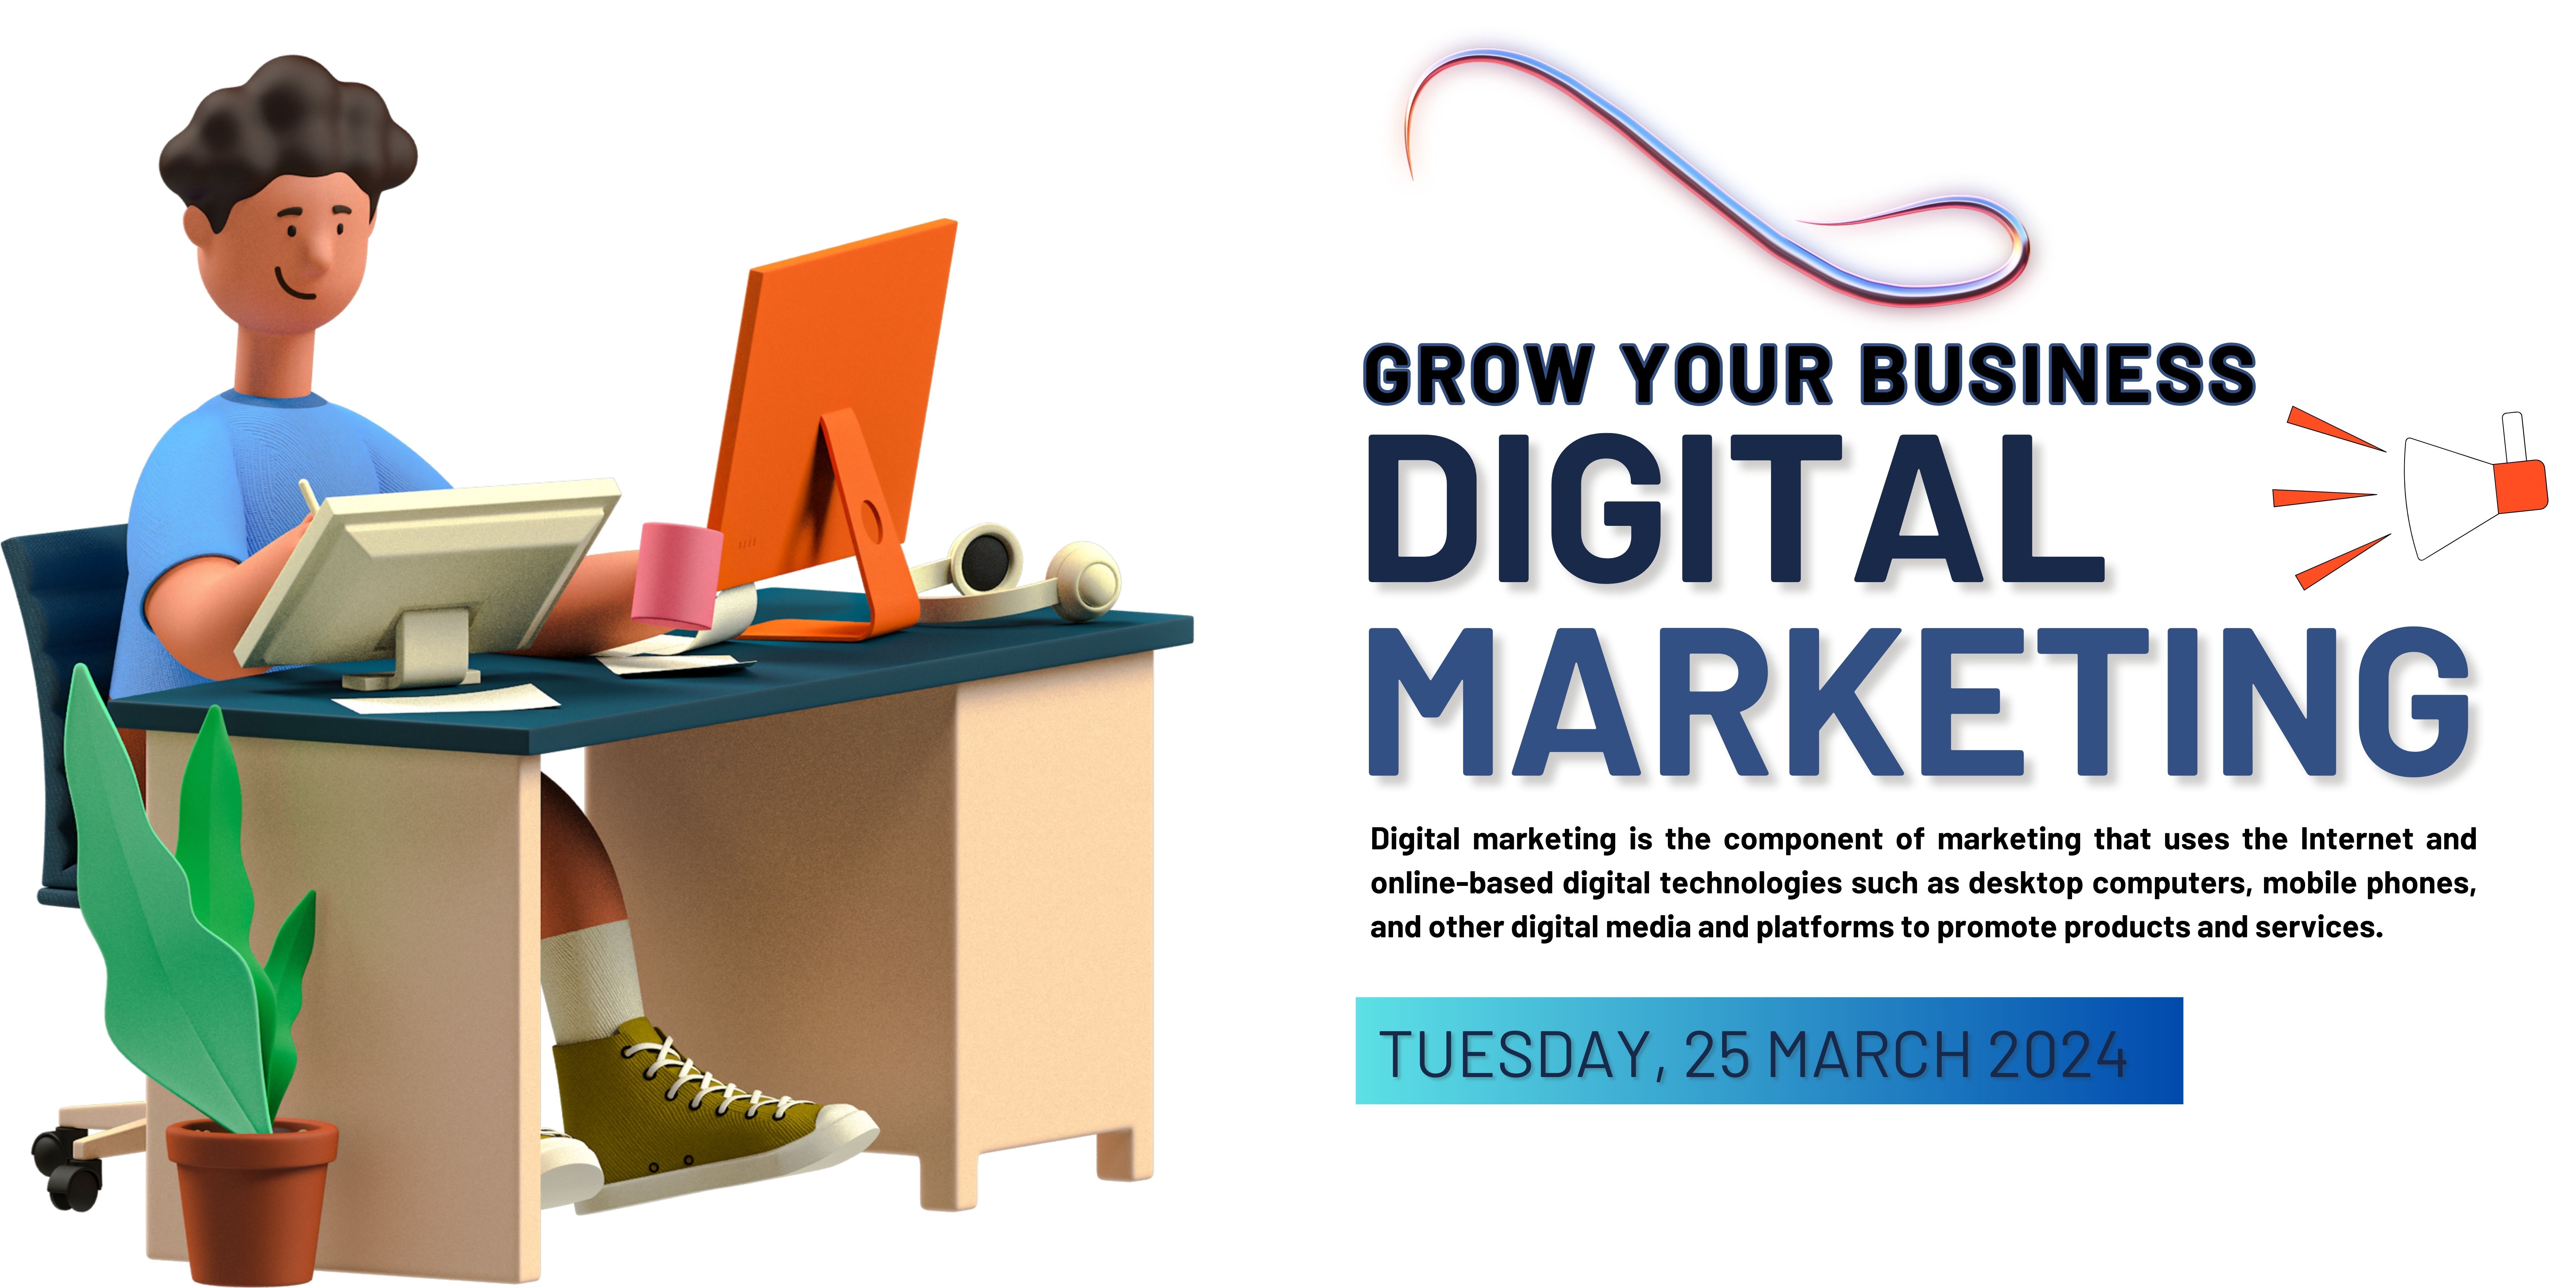 GROW YOUR BUSINESS
DIGITAL
MARKETING
Digital marketing is the component of marketing that uses the Internet and
online-based digital technologies such as desktop computers, mobile phones,
and other digital media and platforms to promote products and services.
TUESDAY, 25 MARCH 2024